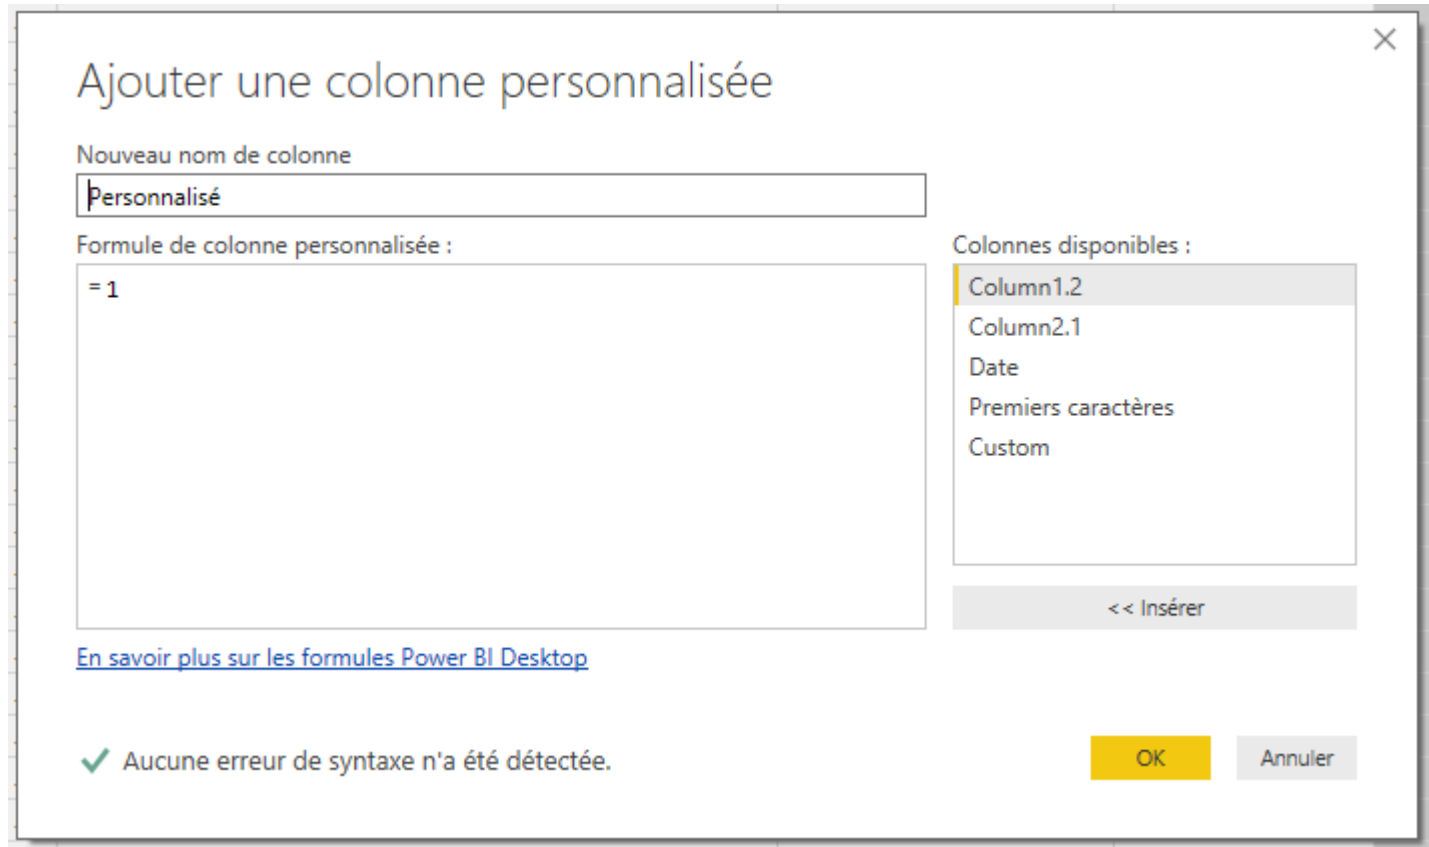 Ajouter une colonne personnalisée
Nouveau nom de colonne
Personnalisé
Formule de colonne personnalisée :
= 1
Colonnes disponibles :
Column1.2
Column2.1
Date
Premiers caractères
Custom
<< Insérer
En savoir plus sur les formules Power BI Desktop
Aucune erreur de syntaxe n'a été détectée.
OK
Annuler